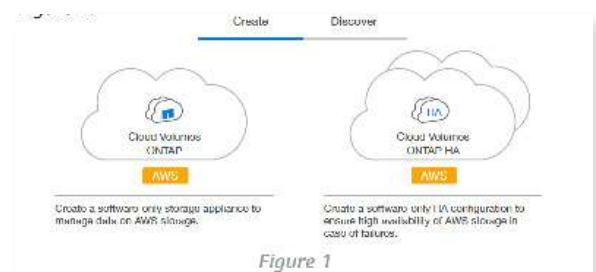 Create Discover
HA
Cloud Volumes
ONTAP
Cloud Volumes
ONTAP HA
AWS
AWS
Create a software only storage appliance to
manage data on AWS storage.
Create a software only HA configuration to
ensure high availability of AWS storage in
case of failures.
Figure 1